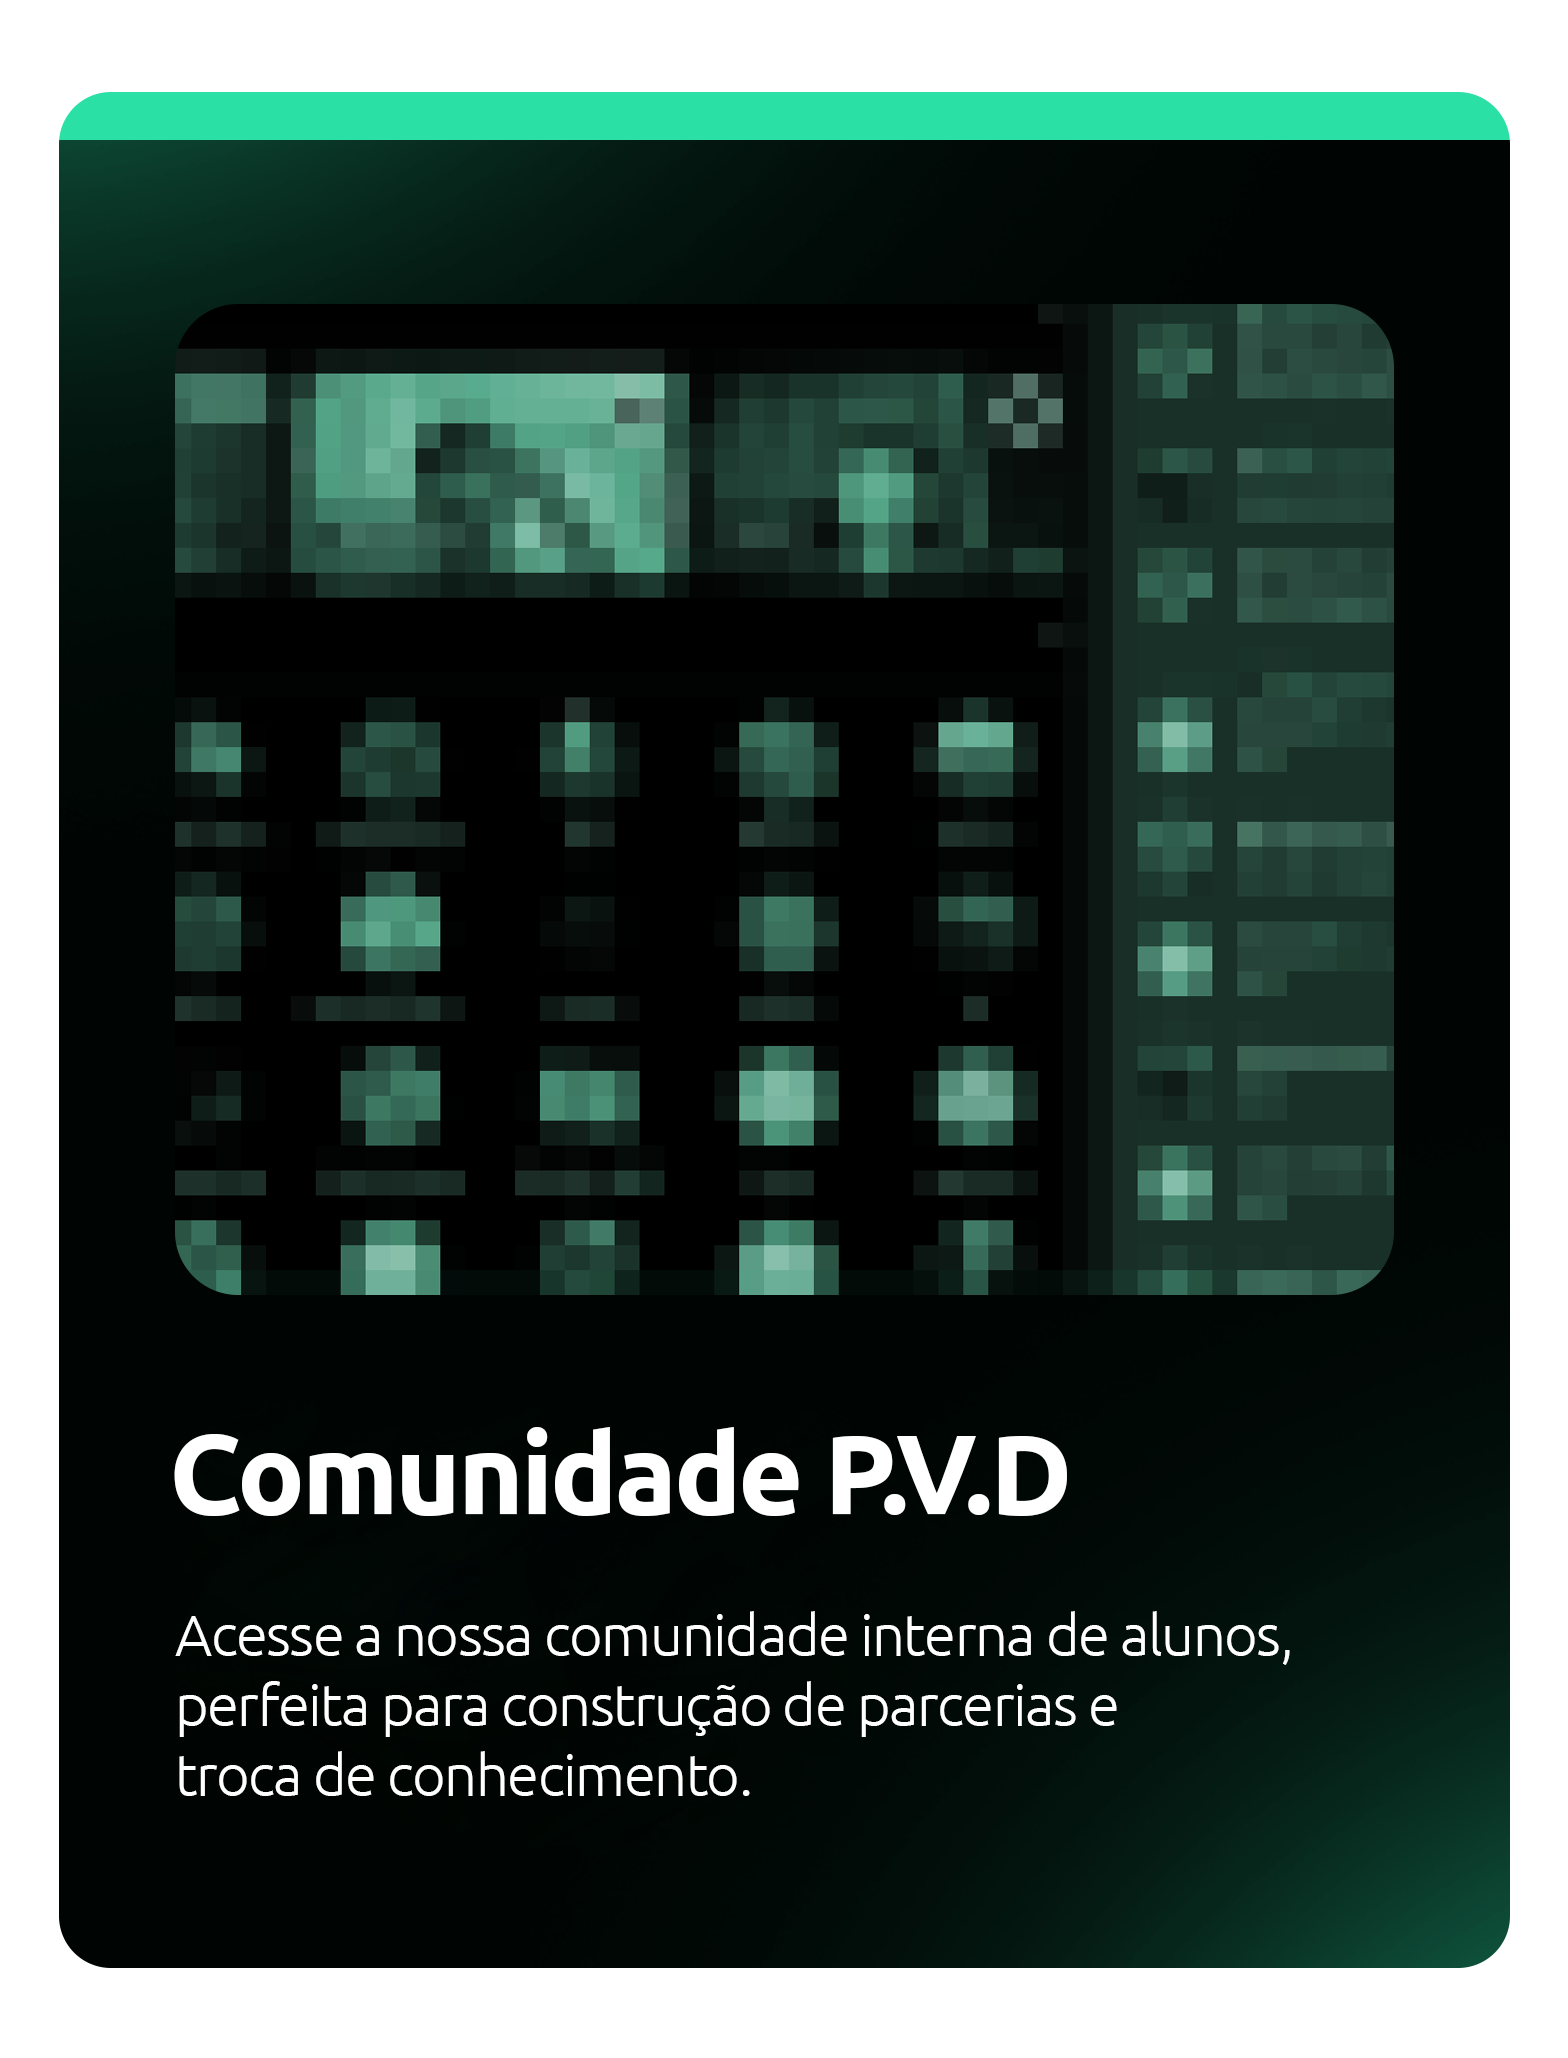 Comunidade P.V.D
Acesse a nossa comunidade interna de alunos,
perfeita para construção de parcerias e
troca de conhecimento.